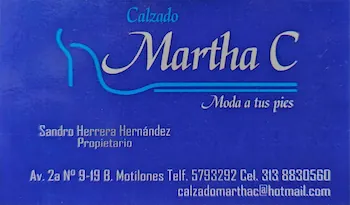 Calzado
Martha C
Moda a tus pies
Sandro Herrera Hernández
Propietario
Av. 2a Nº 9-19 B. Motilones Telf. 5793292 Cel. 313 8830560
calzadomarthac@hotmail.com